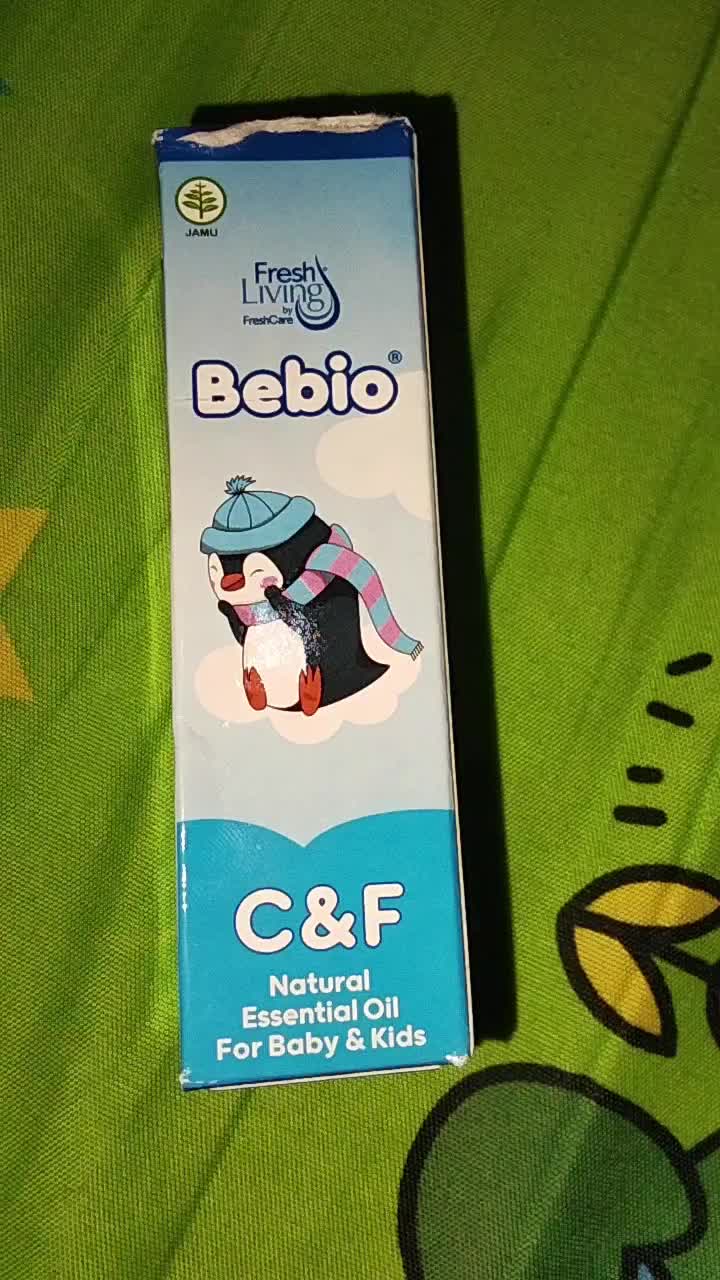 JAMU
Fresh
Living
by
FreshCare
Bebio®
C&F
Natural
Essential Oil
For Baby & Kids